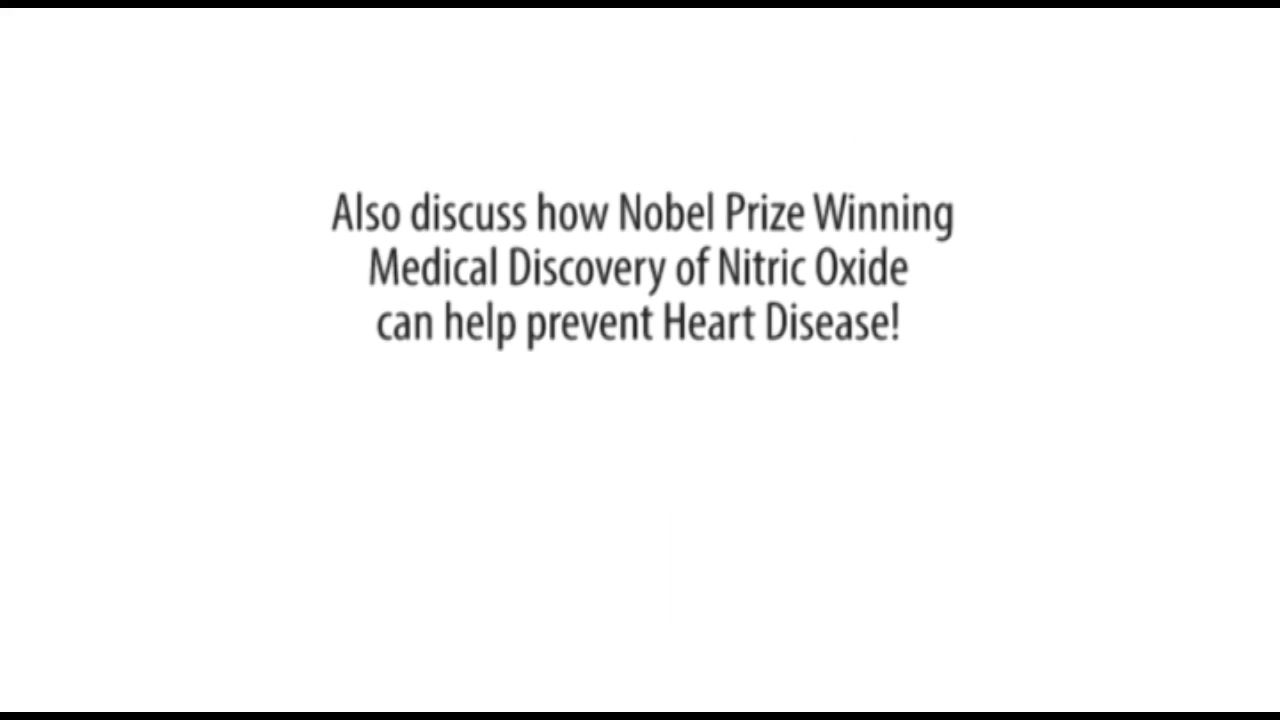 Also discuss how Nobel Prize Winning
Medical Discovery of Nitric Oxide
can help prevent Heart Disease!